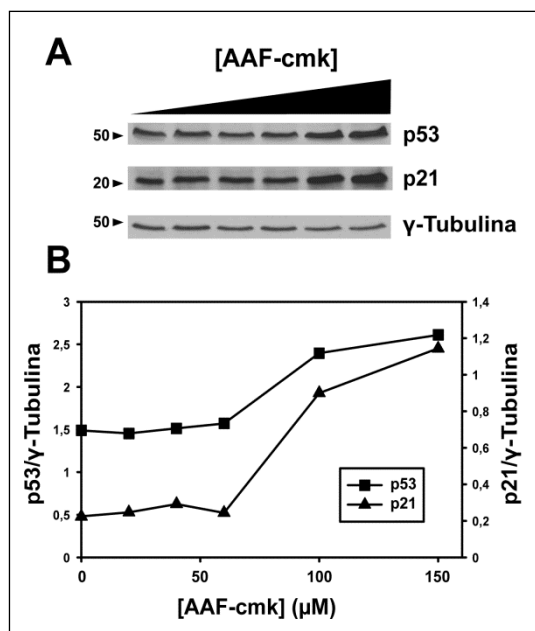 A
[AAF-cmk]
50 p53
20 p21
50 γ-Tubulina
B
3 1,4
2,5 1,2
2 1
1,5 0,8
1 0,6
0,5 0,4
0 0,2
0
p53/γ-Tubulina
p21/γ-Tubulina
p53
p21
0 50 100 150
[AAF-cmk] (µM)